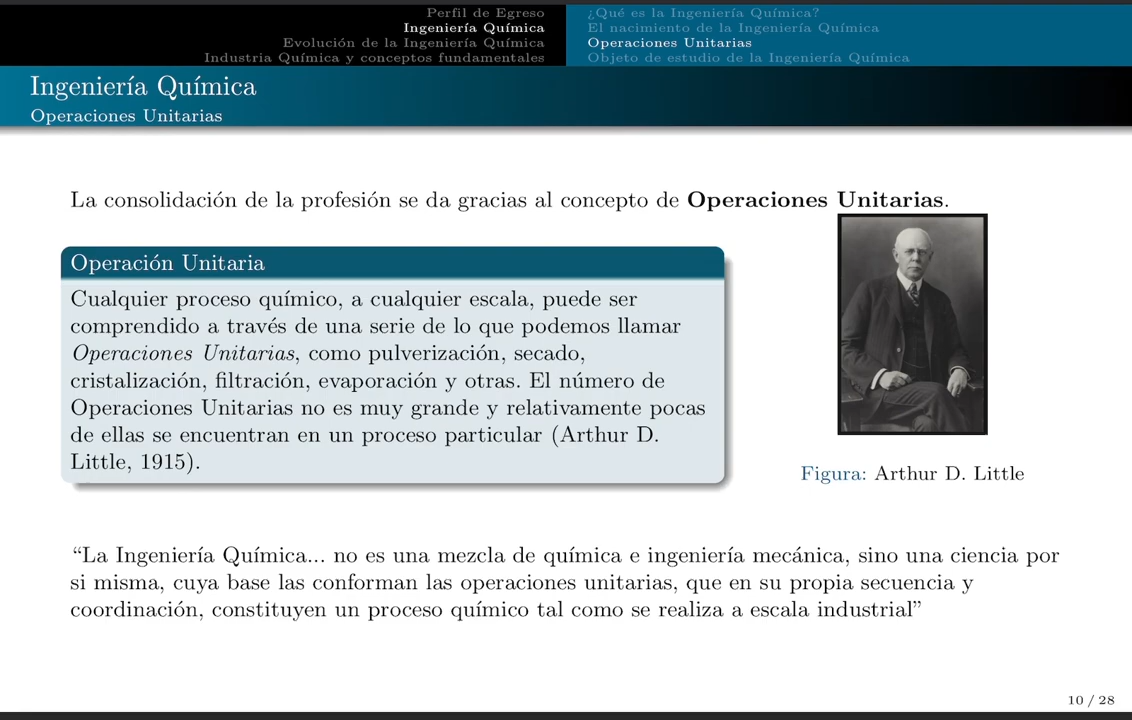 Perfil de Egreso
Ingeniería Química
Evolución de la Ingeniería Química
Industria Química y conceptos fundamentales
¿Qué es la Ingeniería Química?
El nacimiento de la Ingeniería Química
Operaciones Unitarias
Objeto de estudio de la Ingeniería Química
Ingeniería Química
Operaciones Unitarias
La consolidación de la profesión se da gracias al concepto de Operaciones Unitarias.
Operación Unitaria
Cualquier proceso químico, a cualquier escala, puede ser
comprendido a través de una serie de lo que podemos llamar
Operaciones Unitarias, como pulverización, secado,
cristalización, filtración, evaporación y otras. El número de
Operaciones Unitarias no es muy grande y relativamente pocas
de ellas se encuentran en un proceso particular (Arthur D.
Little, 1915).
Figura: Arthur D. Little
“La Ingeniería Química... no es una mezcla de química e ingeniería mecánica, sino una ciencia por
si misma, cuya base las conforman las operaciones unitarias, que en su propia secuencia y
coordinación, constituyen un proceso químico tal como se realiza a escala industrial”
10 / 28